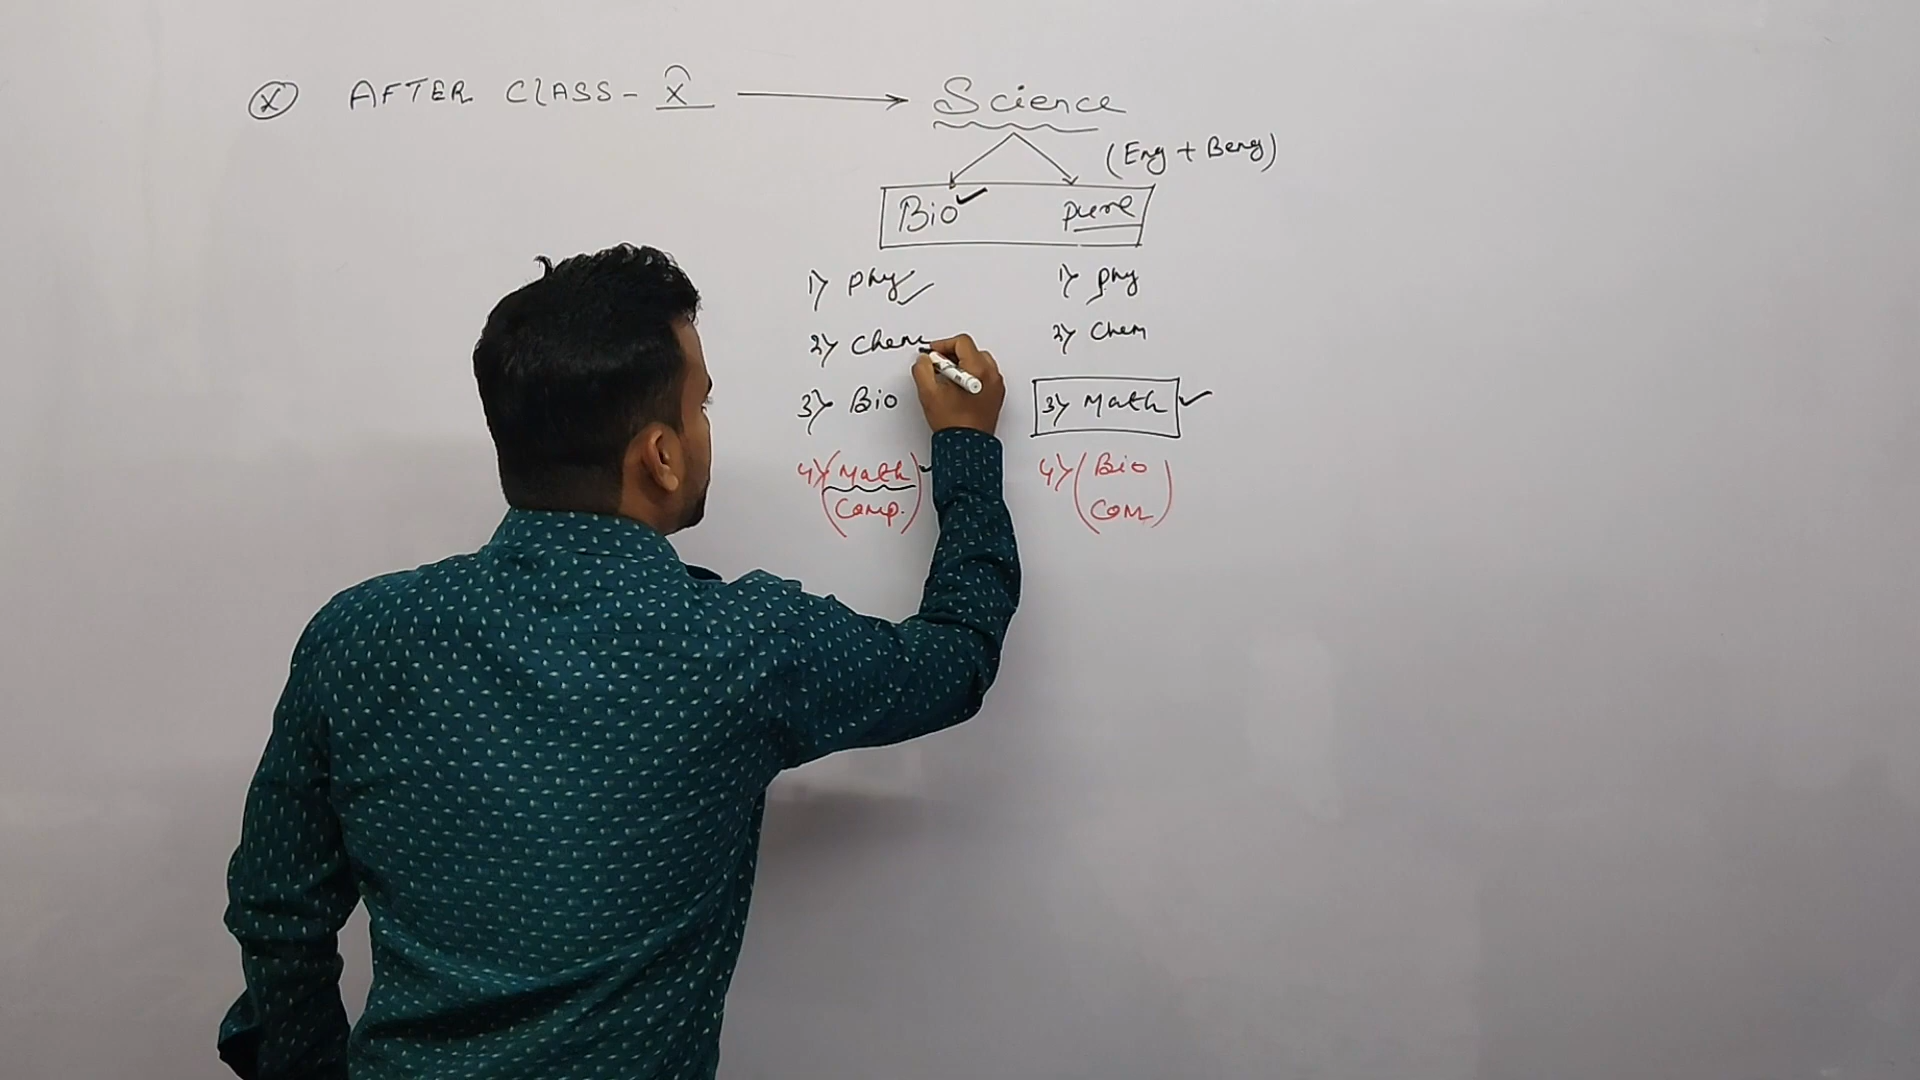 (X) AFTER CLASS - X → Science
(Eng + Beng)
Bio ✓ pure
1) phy ✓ 1) phy
2) Chem 2) Chem
3) Bio 3) Math ✓
4) (Math 4) (Bio
Comp.) Com)